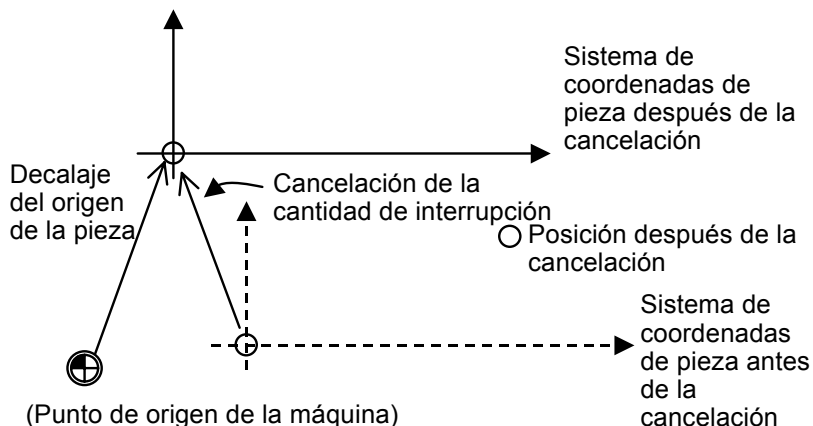 Sistema de
coordenadas de
pieza después de la
cancelación
Decalaje
del origen
de la pieza
Cancelación de la
cantidad de interrupción
Posición después de la
cancelación
Sistema de
coordenadas
de pieza antes
de la
cancelación
(Punto de origen de la máquina)